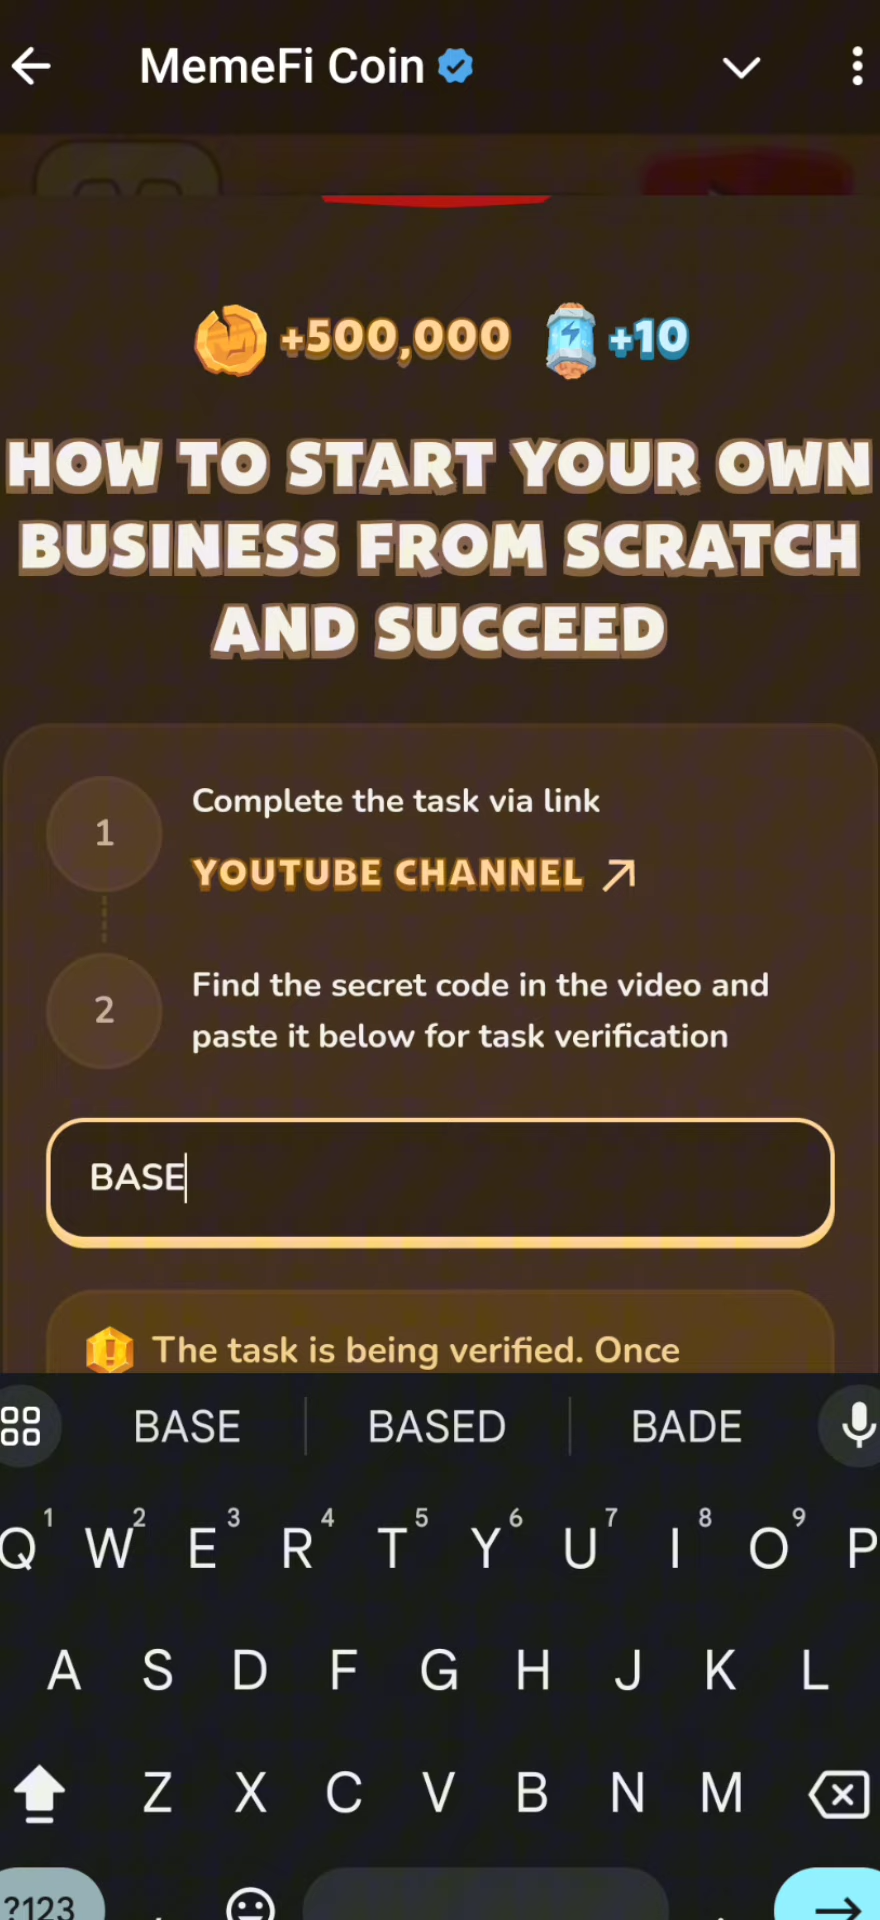 MemeFi Coin
+500,000 +10
HOW TO START YOUR OWN
BUSINESS FROM SCRATCH
AND SUCCEED
1
Complete the task via link
YOUTUBE CHANNEL
2
Find the secret code in the video and
paste it below for task verification
BASE
The task is being verified. Once
BASE BASED BADE
Q 1 W 2 E 3 R 4 T 5 Y 6 U 7 I 8 O 9 P
A S D F G H J K L
Z X C V B N M
?123 , .